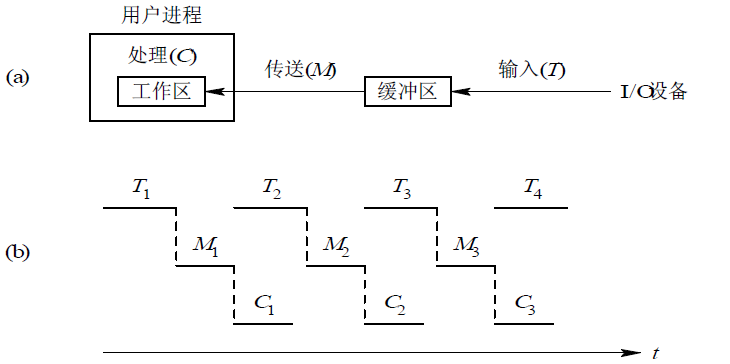 用户进程
处理(C)
(a)
工作区
传送(M)
缓冲区
输入(T)
I/O设备
T1 T2 T3 T4
(b)
M1 M2 M3
C1 C2 C3
t